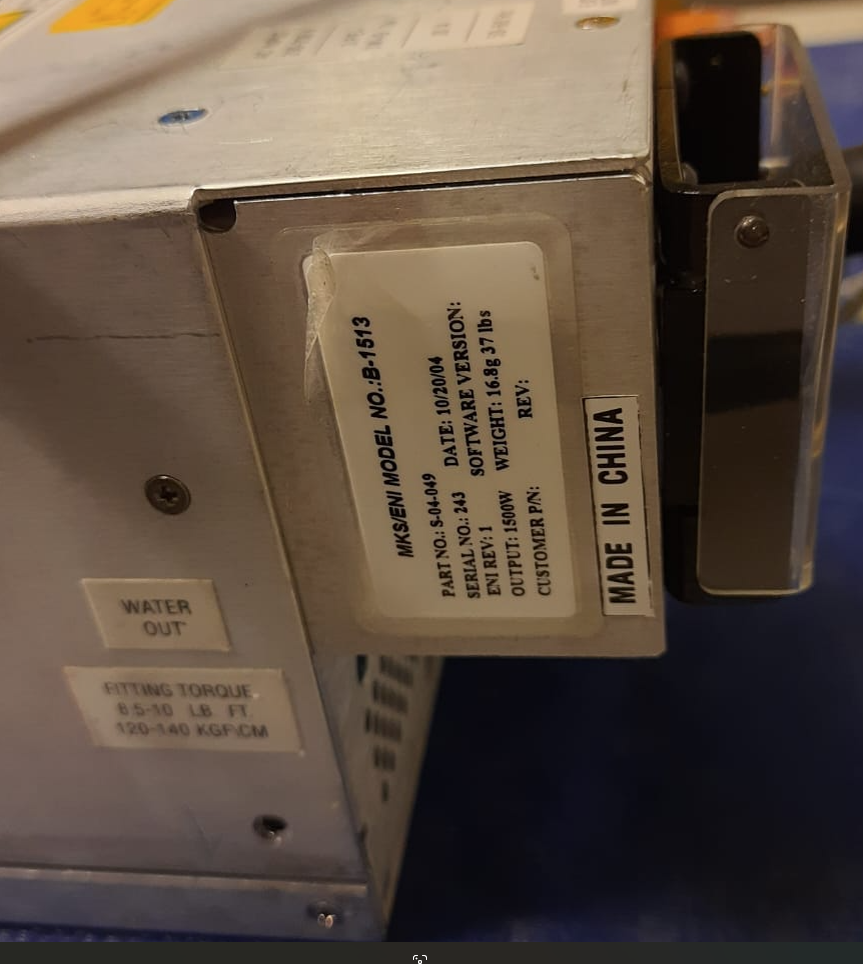 MKS/ENI MODEL NO.:B-1513
PART NO.: S-04-049 DATE: 10/20/04
SERIAL NO.: 243 SOFTWARE VERSION:
ENI REV: 1 WEIGHT: 16.8g 37 lbs
OUTPUT: 1500W REV:
CUSTOMER P/N:
MADE IN CHINA
WATER
OUT
FITTING TORQUE
8.5-10 LB. FT.
120-140 KGF\CM